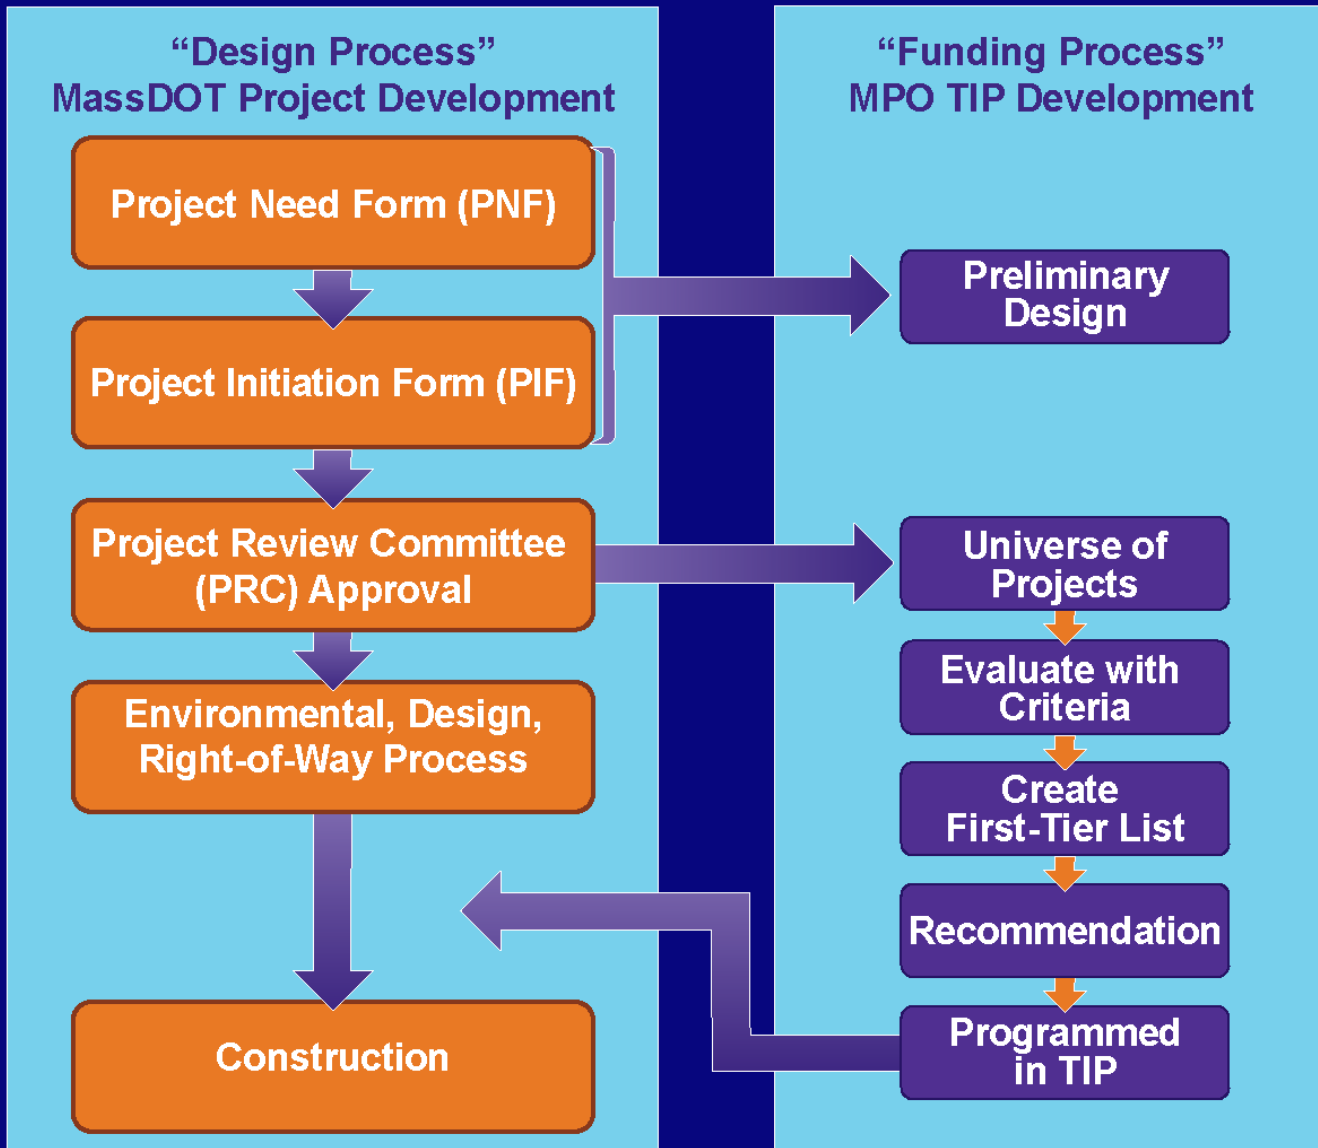 “Design Process”
MassDOT Project Development
Project Need Form (PNF)
Project Initiation Form (PIF)
Project Review Committee
(PRC) Approval
Environmental, Design,
Right-of-Way Process
Construction
“Funding Process”
MPO TIP Development
Preliminary
Design
Universe of
Projects
Evaluate with
Criteria
Create
First-Tier List
Recommendation
Programmed
in TIP